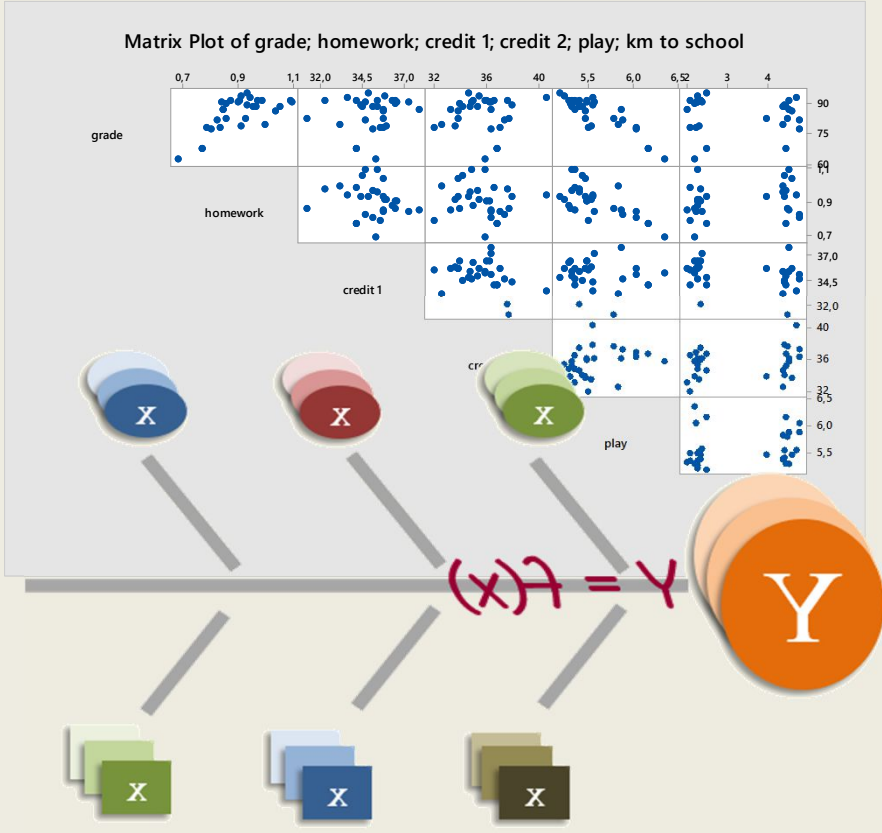 Matrix Plot of grade; homework; credit 1; credit 2; play; km to school
0,7 0,9 1,1 32,0 34,5 37,0 32 36 40 5,5 6,0 6,5 2 3 4
90
grade
75
60
1,1
homework 0,9
0,7
37,0
credit 1 34,5
32,0
40
36
32
6,5
x x x
play 6,0
5,5
(x)f = Y
Y
x x x